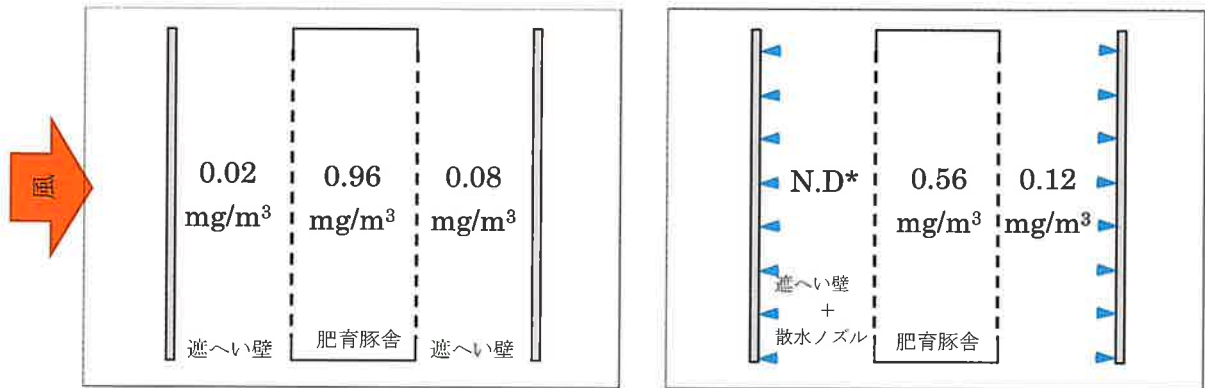 風
0.02
mg/m³
0.96
mg/m³
0.08
mg/m³
遮へい壁
肥育豚舎
遮へい壁
N.D*
0.56
mg/m³
0.12
mg/m³
遮へい壁
+
散水ノズル
肥育豚舎